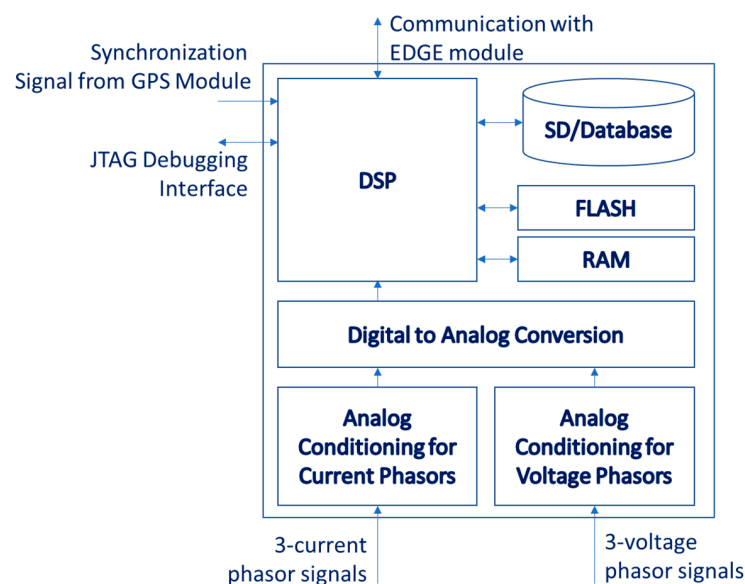 Communication with
EDGE module
Synchronization
Signal from GPS Module
JTAG Debugging
Interface
DSP
SD/Database
FLASH
RAM
Digital to Analog Conversion
Analog
Conditioning for
Current Phasors
Analog
Conditioning for
Voltage Phasors
3-current
phasor signals
3-voltage
phasor signals